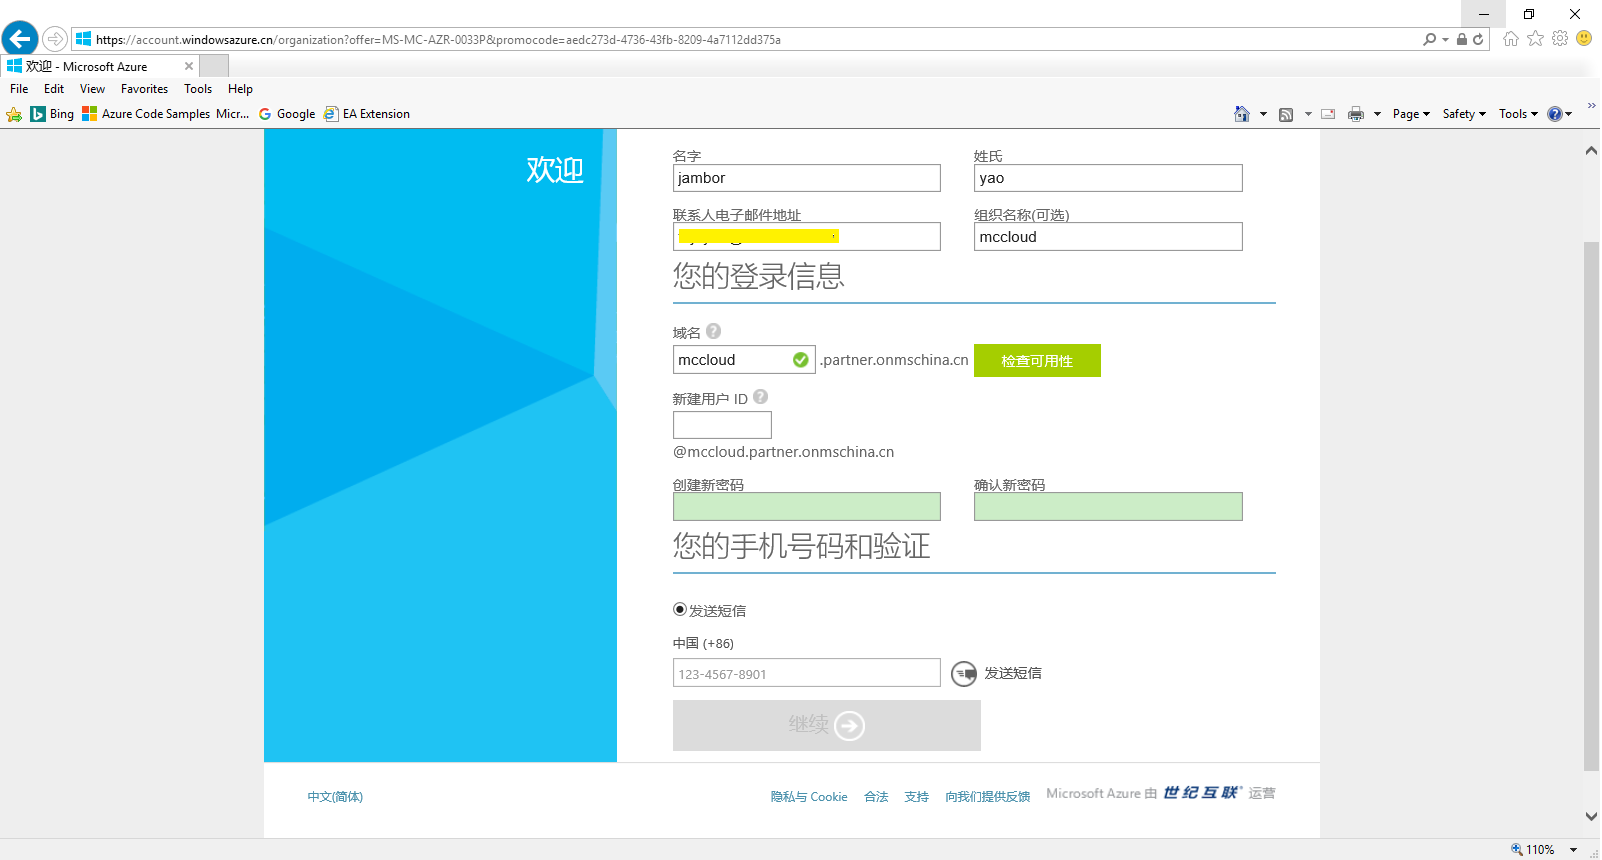 https://account.windowsazure.cn/organization?offer=MS-MC-AZR-0033P&promocode=aedc273d-4736-43fb-8209-4a7112dd375a
欢迎 - Microsoft Azure
File Edit View Favorites Tools Help
Bing Azure Code Samples Micr... Google EA Extension Page Safety Tools
欢迎
名字 姓氏
jambor yao
联系人电子邮件地址 组织名称(可选)
mccloud
您的登录信息
域名
mccloud .partner.onmschina.cn 检查可用性
新建用户 ID
@mccloud.partner.onmschina.cn
创建新密码 确认新密码
您的手机号码和验证
发送短信
中国 (+86)
123-4567-8901 发送短信
继续
中文(简体) 隐私与 Cookie 合法 支持 向我们提供反馈 Microsoft Azure 由 世纪互联 运营
110%